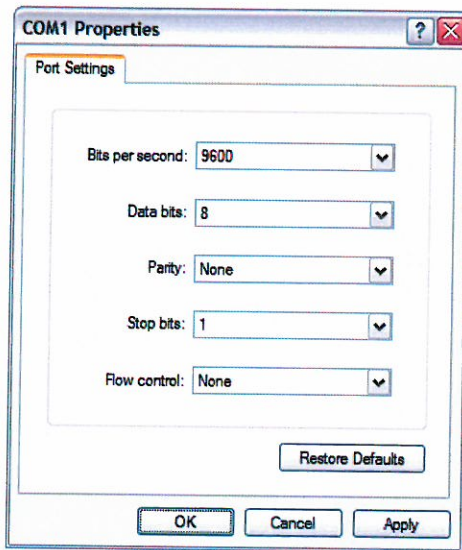 COM1 Properties
?
Port Settings
Bits per second: 9600
Data bits: 8
Parity: None
Stop bits: 1
Flow control: None
Restore Defaults
OK Cancel Apply